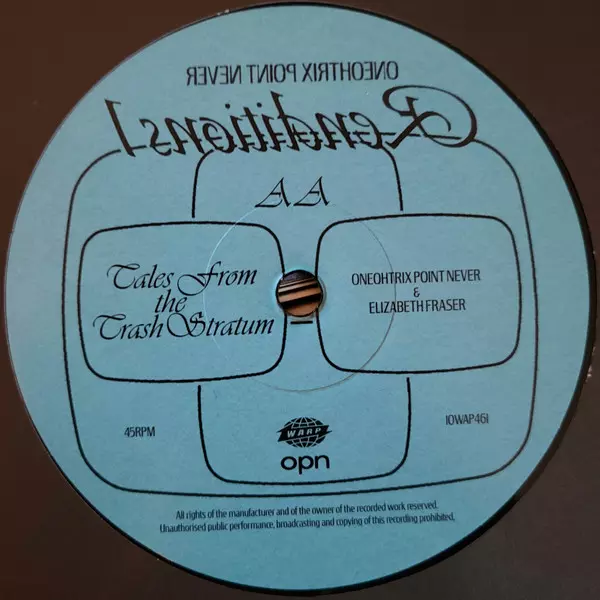 ONEOHTRIX POINT NEVER
Renditions I
AA
Tales From
the
Trash Stratum
ONEOHTRIX POINT NEVER
&
ELIZABETH FRASER
45RPM
10WAP461
WARP
opn
All rights of the manufacturer and of the owner of the recorded work reserved.
Unauthorised public performance, broadcasting and copying of this recording prohibited.